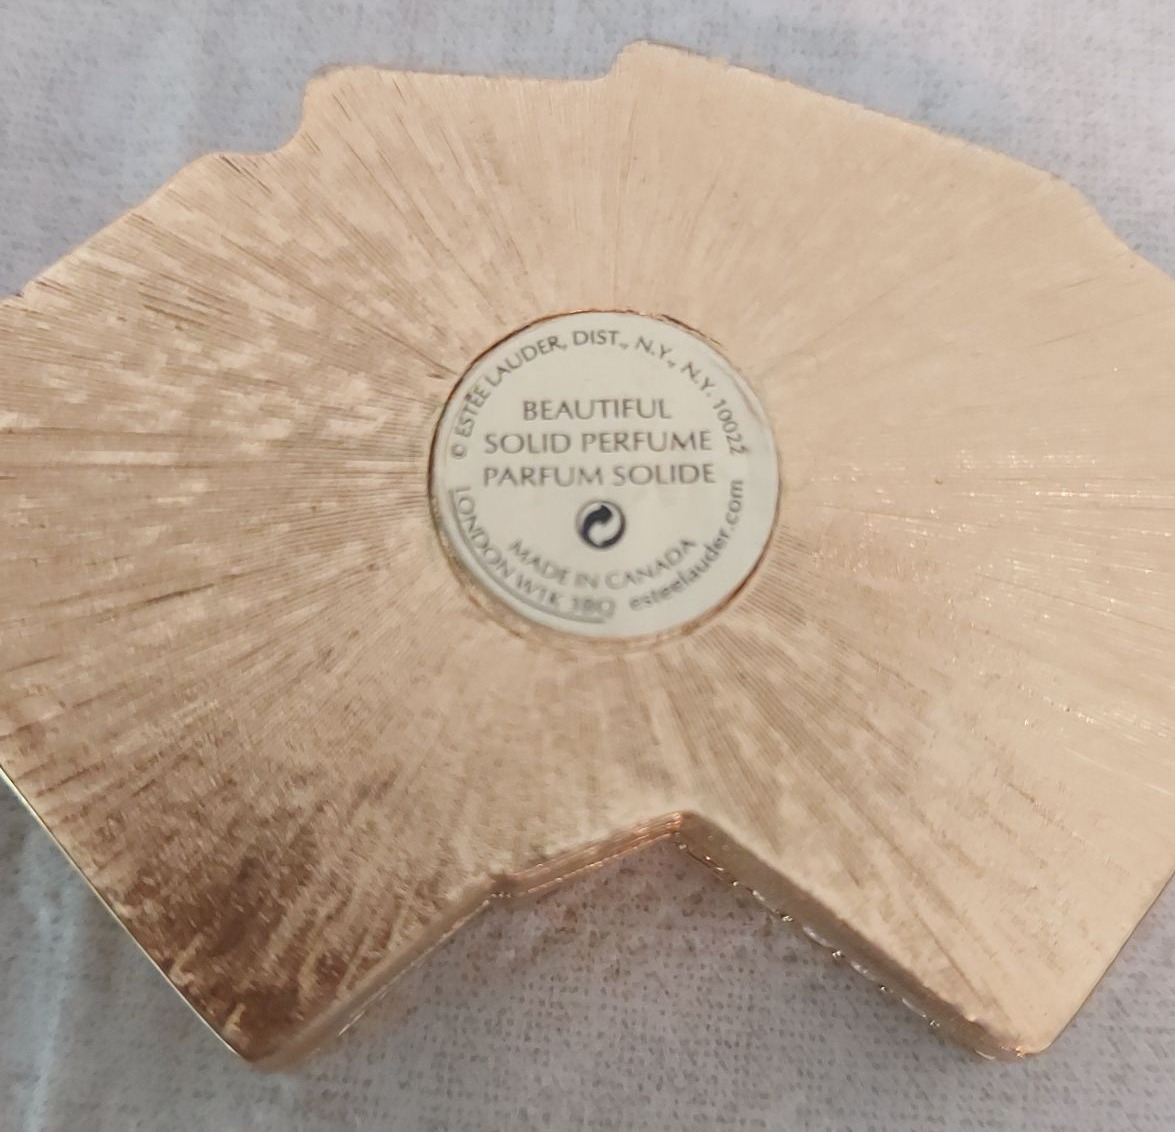 © ESTĒE LAUDER, DIST., N.Y., N.Y. 10022
BEAUTIFUL
SOLID PERFUME
PARFUM SOLIDE
MADE IN CANADA
LONDON W1K 3BQ esteelauder.com